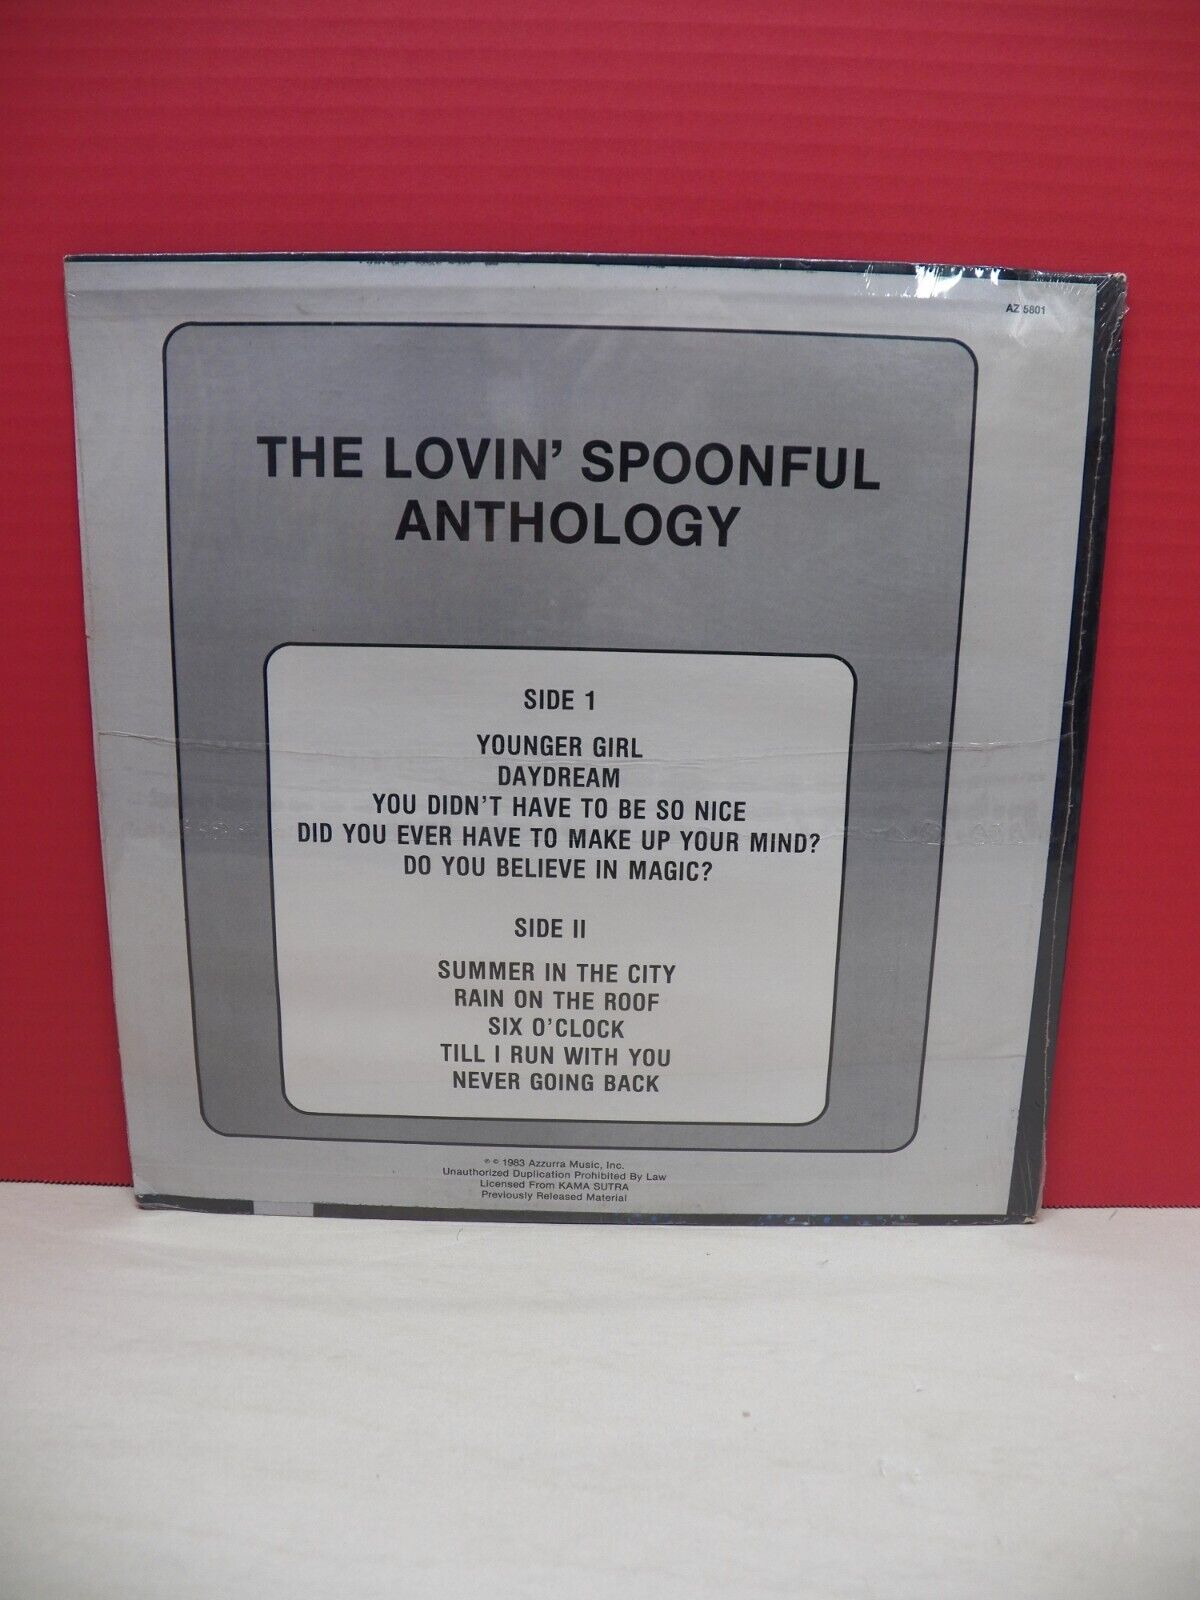 AZ 5801
THE LOVIN' SPOONFUL
ANTHOLOGY
SIDE 1
YOUNGER GIRL
DAYDREAM
YOU DIDN'T HAVE TO BE SO NICE
DID YOU EVER HAVE TO MAKE UP YOUR MIND?
DO YOU BELIEVE IN MAGIC?
SIDE II
SUMMER IN THE CITY
RAIN ON THE ROOF
SIX O'CLOCK
TILL I RUN WITH YOU
NEVER GOING BACK
℗ © 1983 Azzurra Music, Inc.
Unauthorized Duplication Prohibited By Law
Licensed From KAMA SUTRA
Previously Released Material